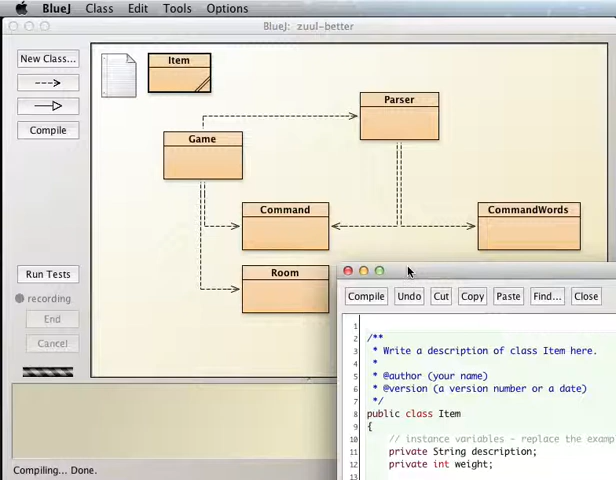 BlueJ Class Edit Tools Options
BlueJ: zuul-better
New Class...
Compile
Run Tests
recording
End
Cancel
Item
Parser
Game
Command
CommandWords
Room
Compile Undo Cut Copy Paste Find... Close
1
2 /**
3 * Write a description of class Item here.
4 *
5 * @author (your name)
6 * @version (a version number or a date)
7 */
8 public class Item
9 {
10 // instance variables - replace the examp
11 private String description;
12 private int weight;
13
Compiling... Done.